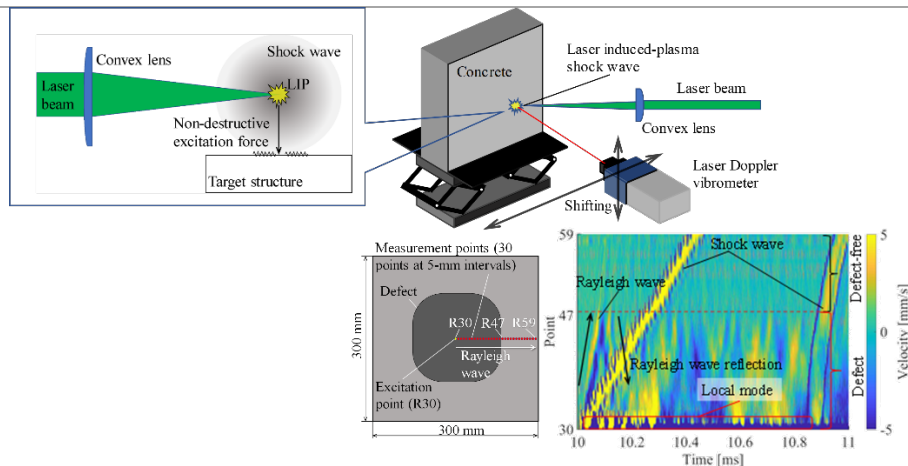 Shock wave
Convex lens
LIP
Laser
beam
Non-destructive
excitation force
Target structure
Concrete
Laser induced-plasma
shock wave
Laser beam
Convex lens
Laser Doppler
vibrometer
Shifting
Measurement points (30
points at 5-mm intervals)
Defect
R30
R47
R59
Rayleigh
wave
Excitation
point (R30)
300 mm
300 mm
59
Shock wave
Rayleigh wave
47
Point
Rayleigh wave reflection
Local mode
30
10
10.2
10.4
10.6
10.8
11
Time [ms]
Defect-free
Defect
5
0
-5
Velocity [mm/s]